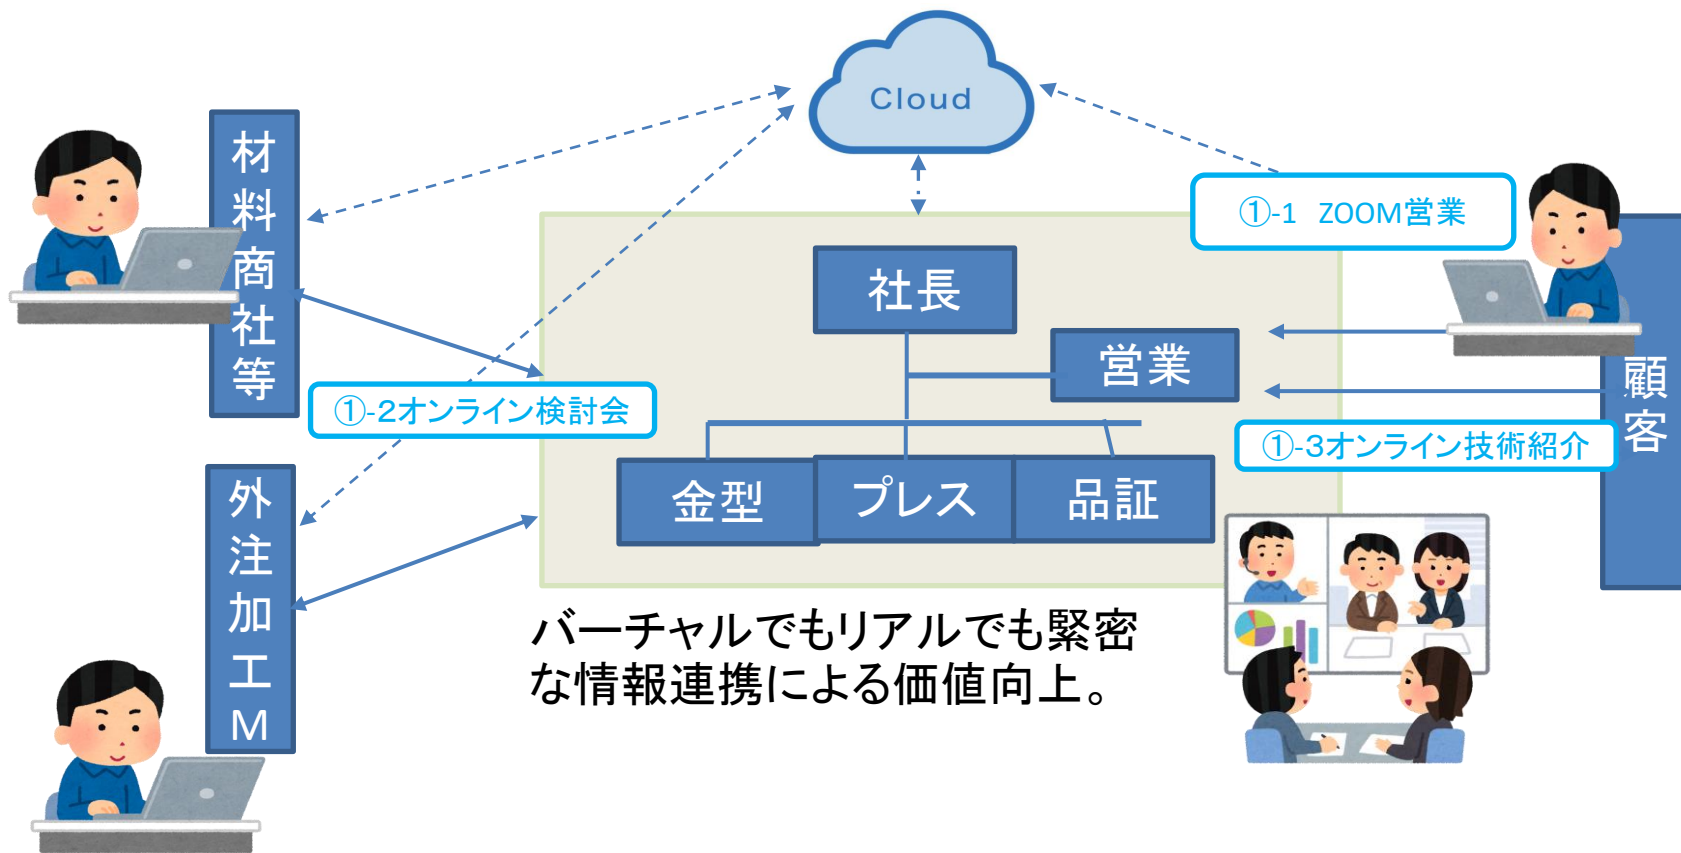 Cloud
材料商社等
①-1 ZOOM営業
社長
営業
顧客
①-2オンライン検討会
①-3オンライン技術紹介
金型
プレス
品証
外注加工M
バーチャルでもリアルでも緊密
な情報連携による価値向上。